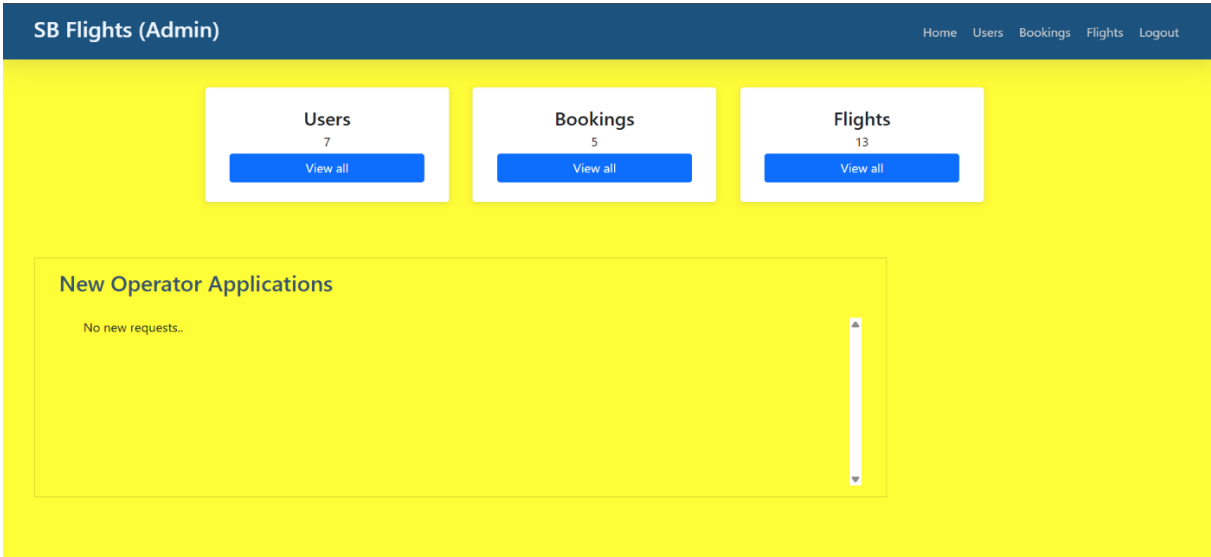 SB Flights (Admin)
Home Users Bookings Flights Logout
Users
7
View all
Bookings
5
View all
Flights
13
View all
New Operator Applications
No new requests..